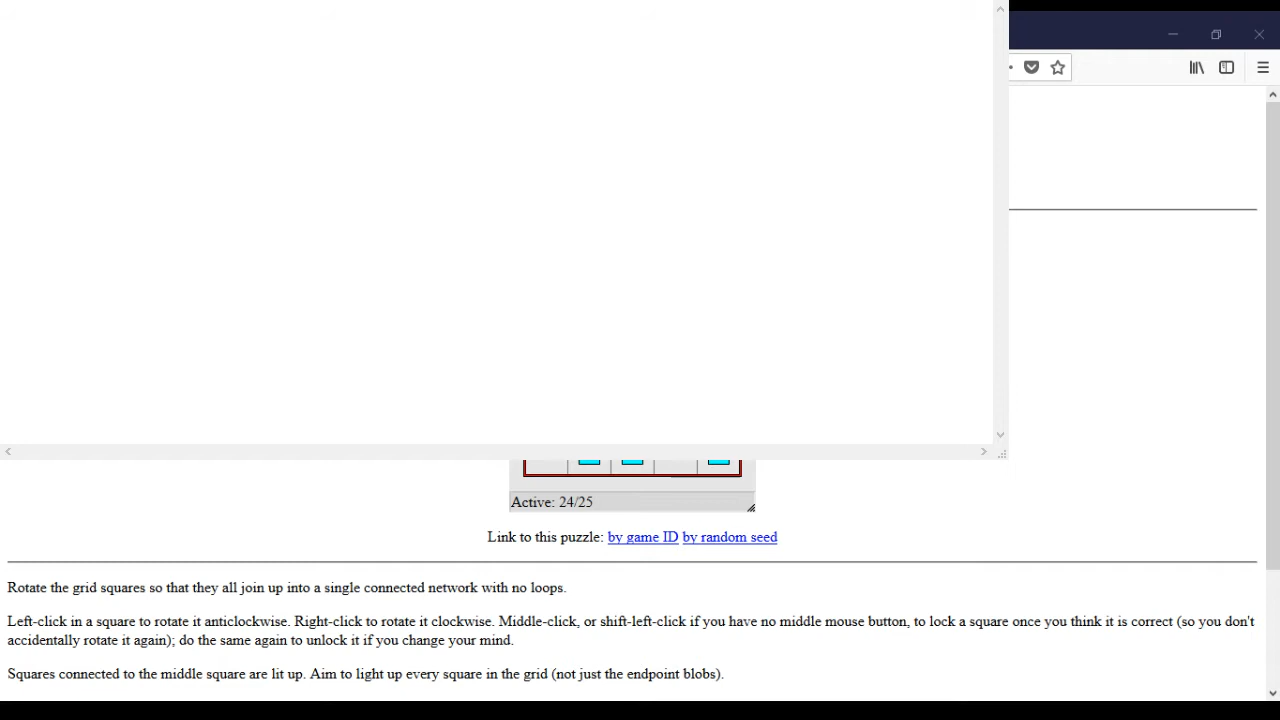 Active: 24/25
Link to this puzzle: by game ID by random seed
Rotate the grid squares so that they all join up into a single connected network with no loops.
Left-click in a square to rotate it anticlockwise. Right-click to rotate it clockwise. Middle-click, or shift-left-click if you have no middle mouse button, to lock a square once you think it is correct (so you don't
accidentally rotate it again); do the same again to unlock it if you change your mind.
Squares connected to the middle square are lit up. Aim to light up every square in the grid (not just the endpoint blobs).